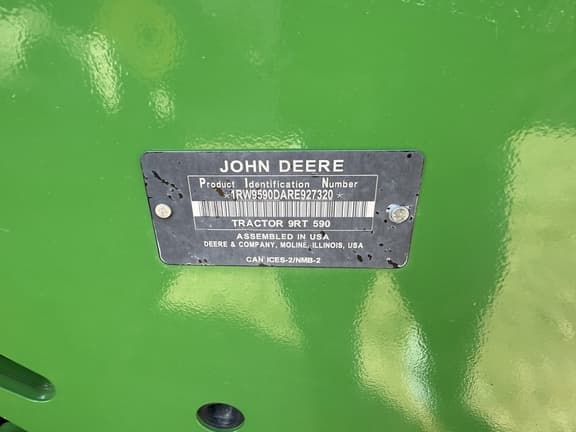 JOHN DEERE
Product Identification Number
*1RW9590DARE927320*
TRACTOR 9RT 590
ASSEMBLED IN USA
DEERE & COMPANY, MOLINE, ILLINOIS, USA
CAN ICES-2/NMB-2